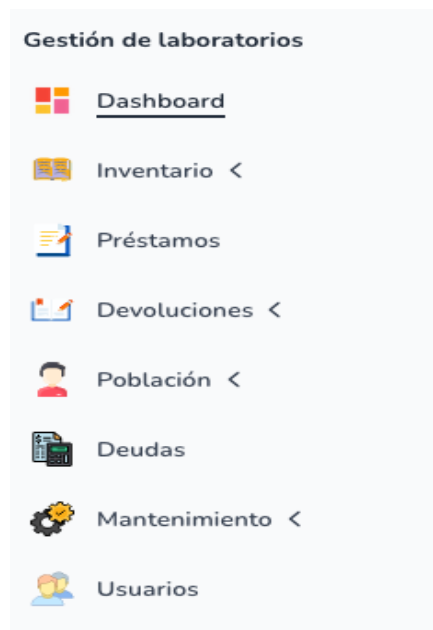 Gestión de laboratorios
Dashboard
Inventario <
Préstamos
Devoluciones <
Población <
Deudas
Mantenimiento <
Usuarios